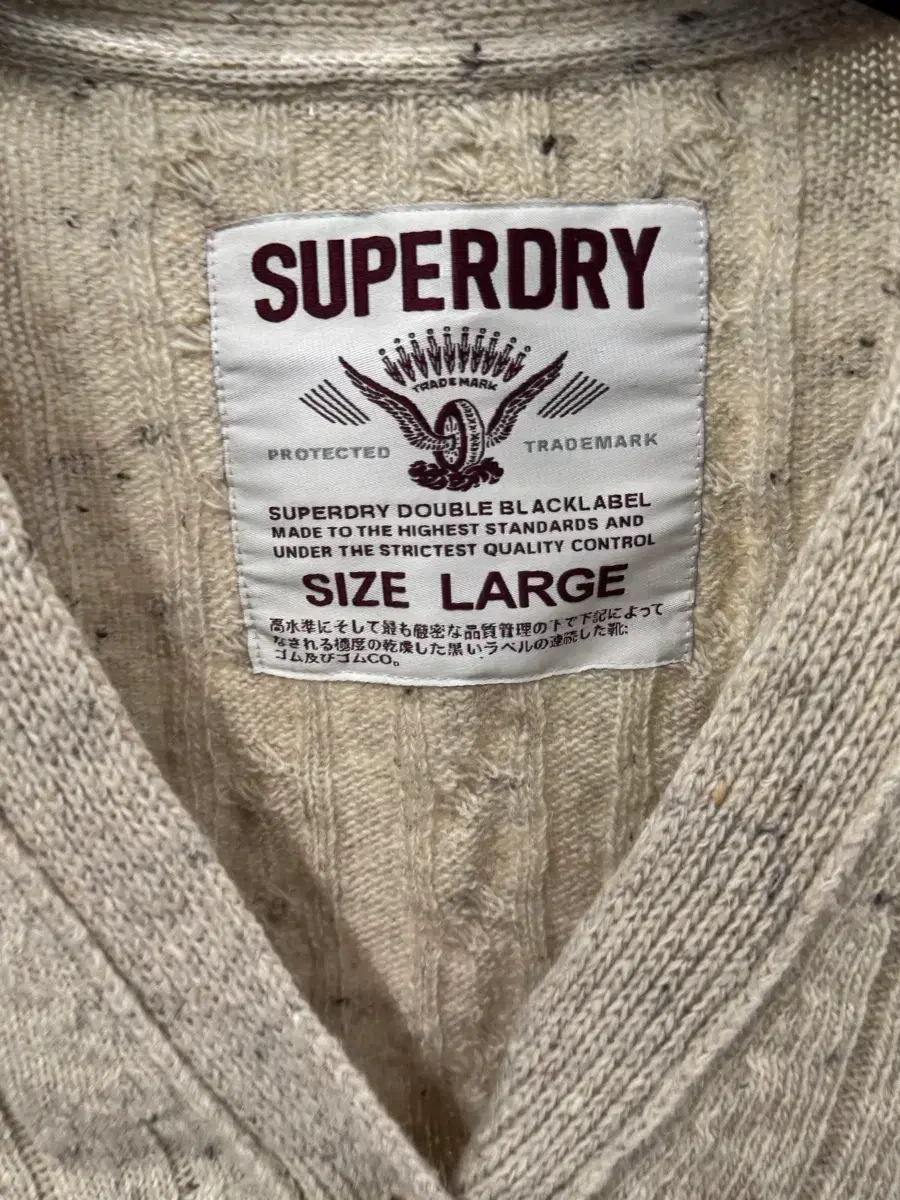 SUPERDRY
TRADE MARK
PROTECTED TRADEMARK
SUPERDRY DOUBLE BLACKLABEL
MADE TO THE HIGHEST STANDARDS AND
UNDER THE STRICTEST QUALITY CONTROL
SIZE LARGE
高水準にそして最も厳密な品質管理の下で下記によって
なされる極度の乾燥した黒いラベルの連続した靴:
ゴム及びゴムCO。